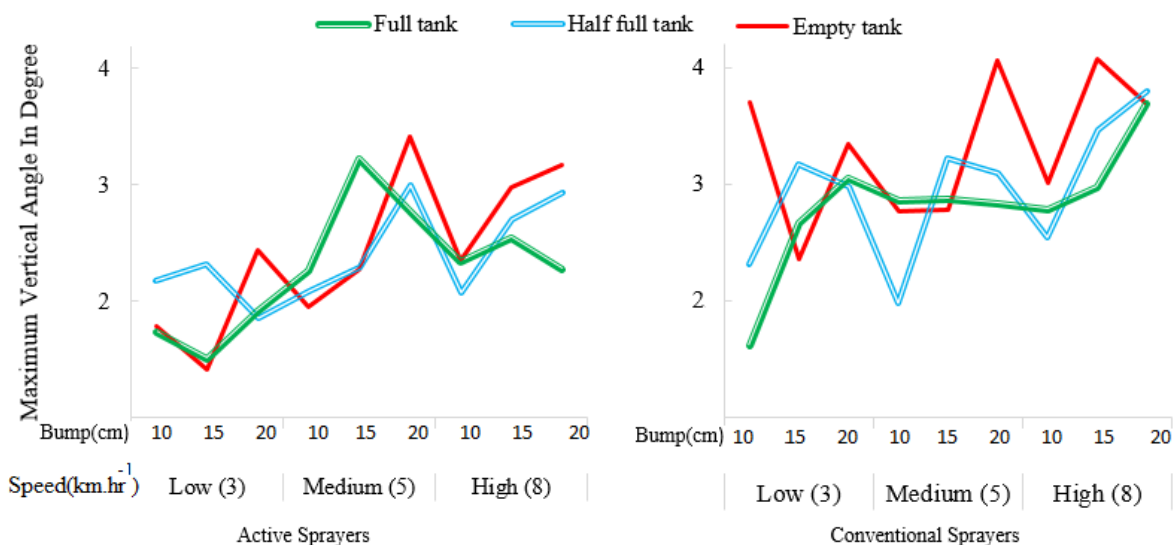 Full tank Half full tank Empty tank
Maximum Vertical Angle In Degree
4 4
3 3
2 2
Bump(cm) 10 15 20 10 15 20 10 15 20 Bump(cm) 10 15 20 10 15 20 10 15 20
Speed(km.hr-1) Low (3) Medium (5) High (8) Low (3) Medium (5) High (8)
Active Sprayers Conventional Sprayers